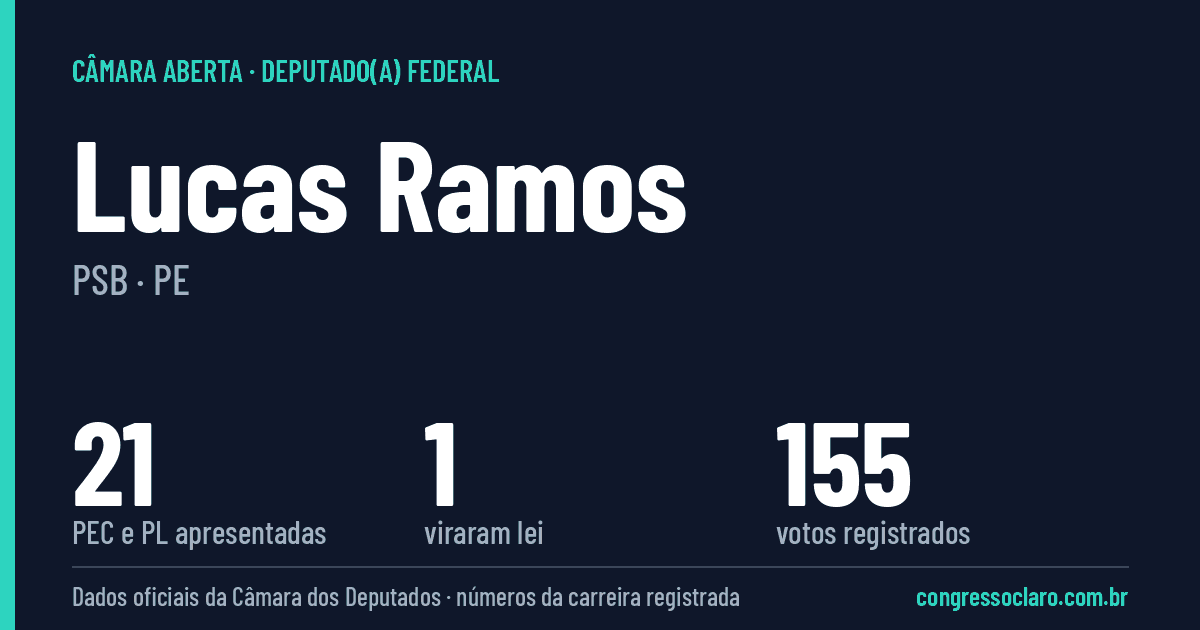 CÂMARA ABERTA · DEPUTADO(A) FEDERAL
Lucas Ramos
PSB · PE
21 1 155
PEC e PL apresentadas viraram lei votos registrados
Dados oficiais da Câmara dos Deputados · números da carreira registrada congressoclaro.com.br